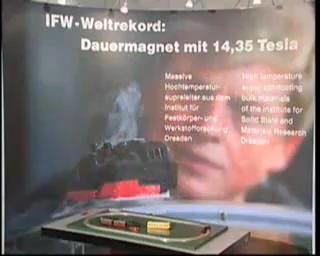 IFW-Weltrekord:
Dauermagnet mit 14,35 Tesla
Massive
Hochtemperatur-
supraleiter aus dem
Institut für
Festkörper- und
Werkstofforschung
Dresden
High temperature
superconducting
bulk materials
of the Institute for
Solid State and
Materials Research
Dresden